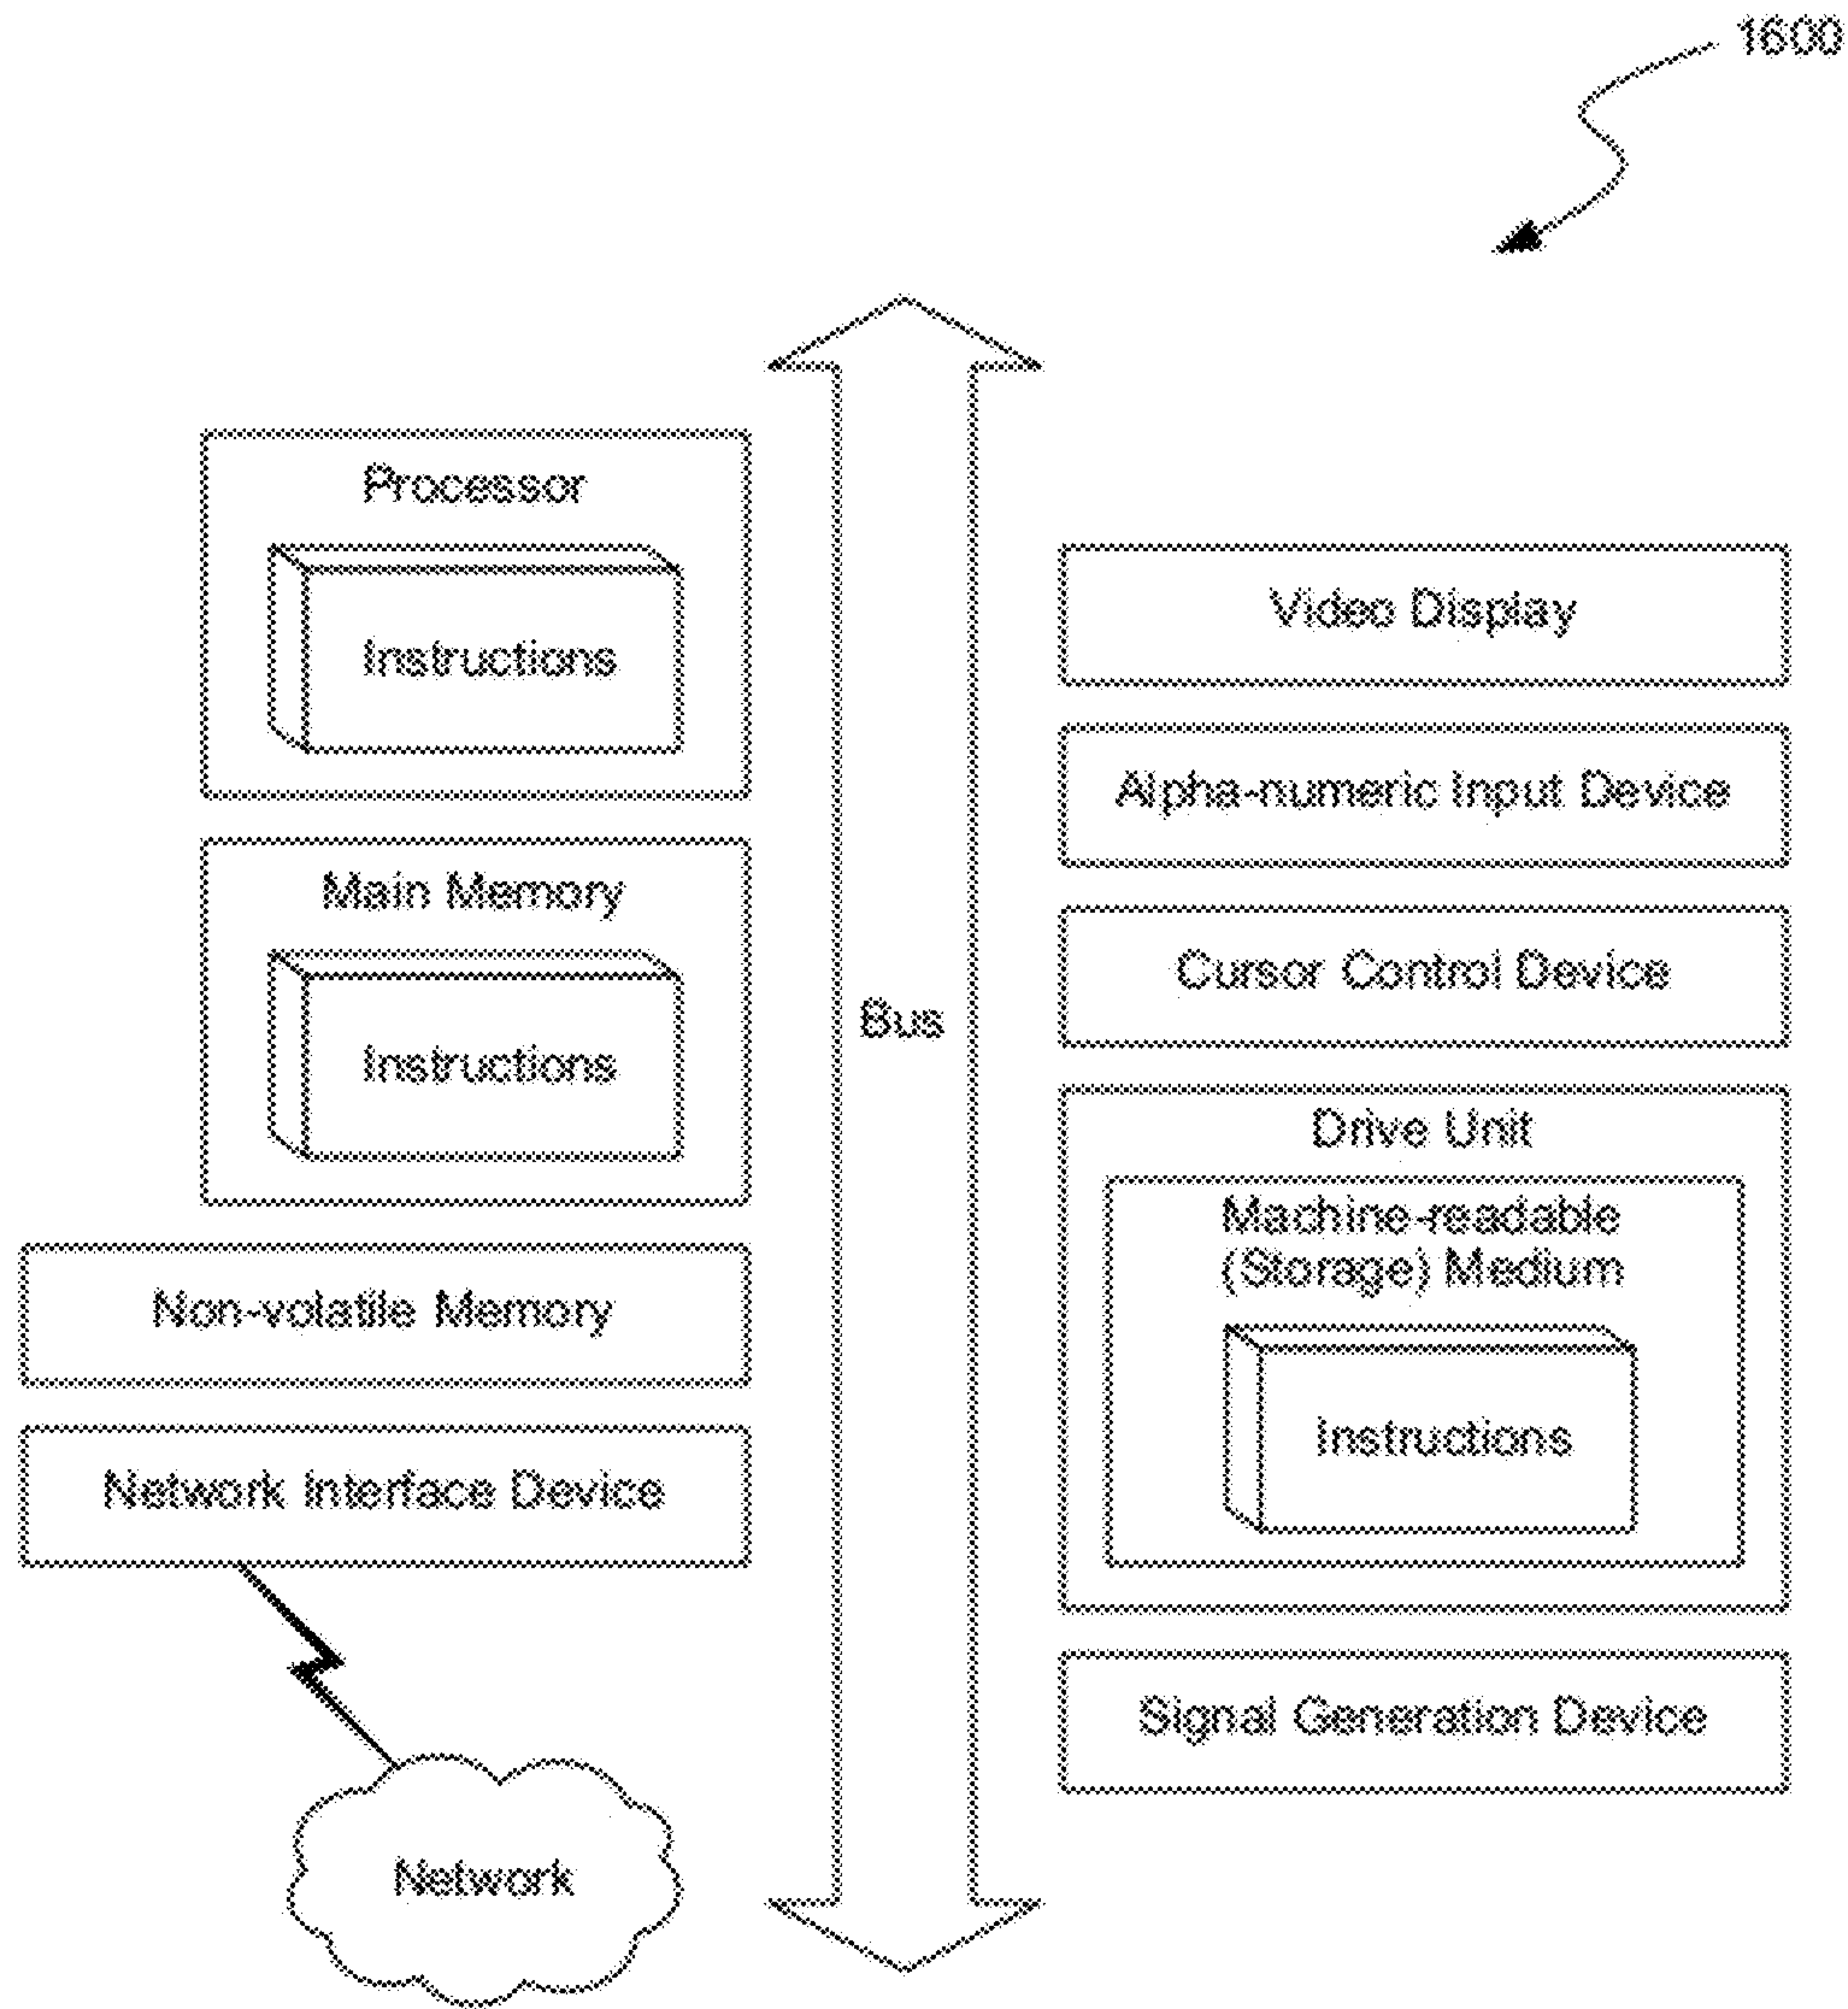 1600
Processor
Instructions
Main Memory
Instructions
Non-volatile Memory
Network Interface Device
Network
Bus
Video Display
Alpha-numeric Input Device
Cursor Control Device
Drive Unit
Machine-readable
(Storage) Medium
Instructions
Signal Generation Device